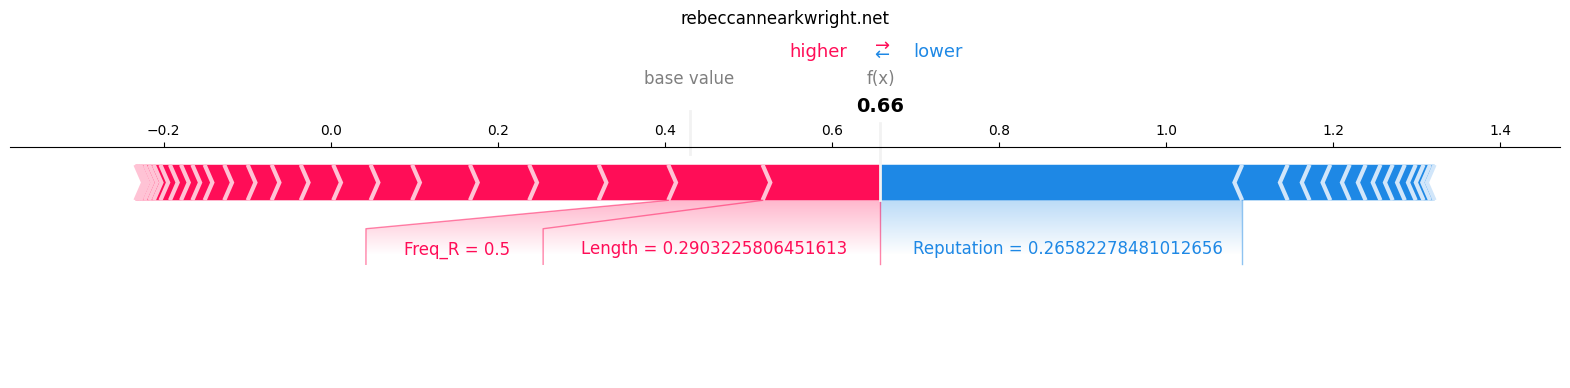 rebeccannearkwright.net
higher ⇄ lower
base value f(x)
0.66
−0.2 0.0 0.2 0.4 0.6 0.8 1.0 1.2 1.4
Freq_R = 0.5 Length = 0.2903225806451613 Reputation = 0.26582278481012656